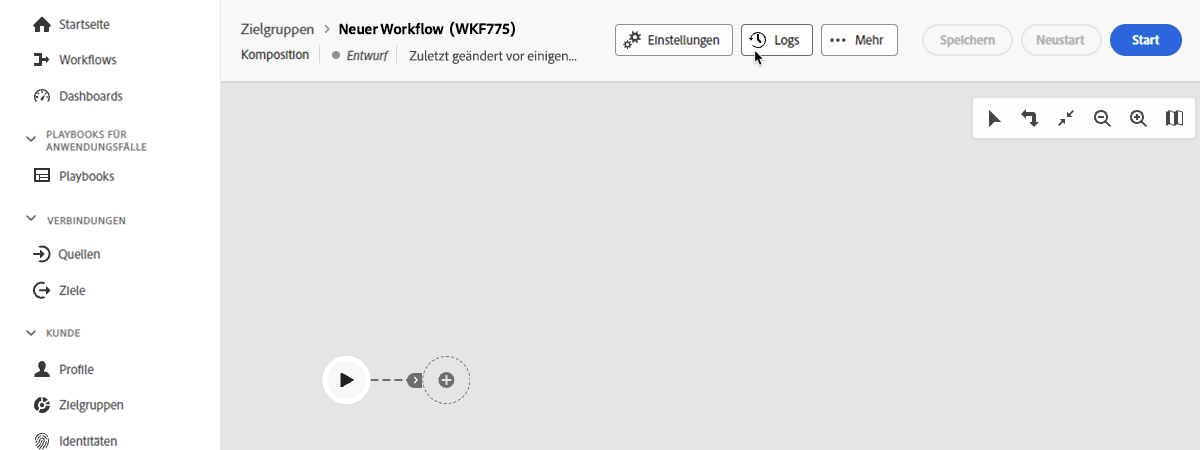 Startseite
Workflows
Dashboards
PLAYBOOKS FÜR
ANWENDUNGSFÄLLE
Playbooks
VERBINDUNGEN
Quellen
Ziele
KUNDE
Profile
Zielgruppen
Identitäten
Zielgruppen > Neuer Workflow (WKF775)
Komposition Entwurf Zuletzt geändert vor einigen...
Einstellungen Logs Mehr Speichern Neustart Start